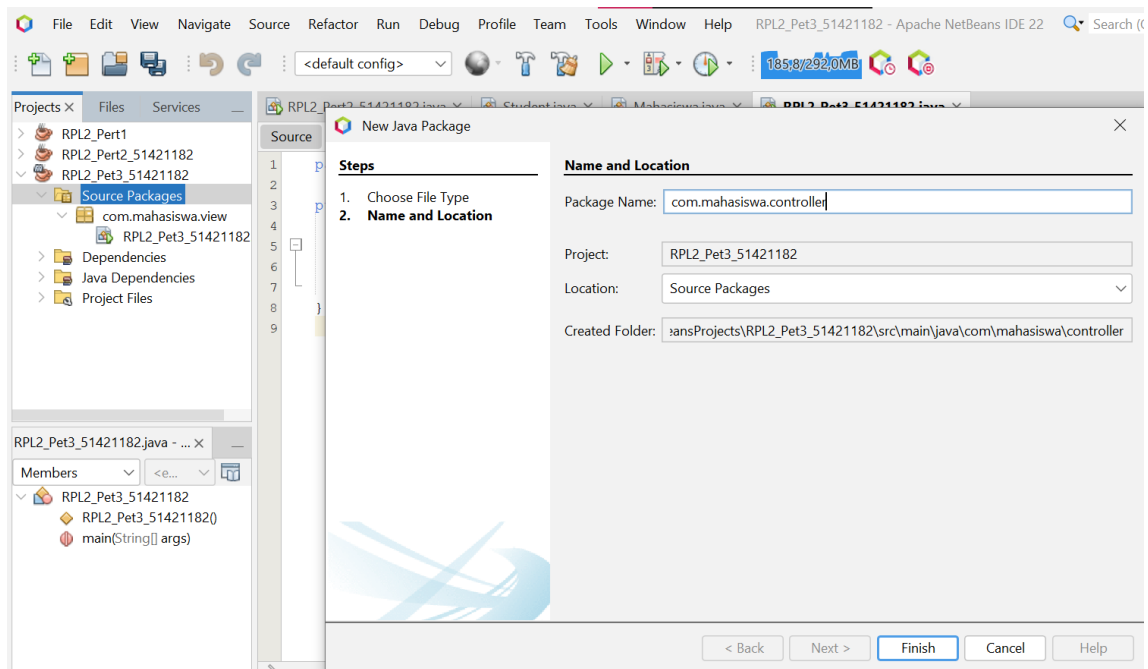 File Edit View Navigate Source Refactor Run Debug Profile Team Tools Window Help RPL2_Pet3_51421182 - Apache NetBeans IDE 22 Search (
<default config> 185,8/292,0MB
Projects Files Services
RPL2_Pert2_51421182.java Student.java Mahasiswa.java RPL2_Pet3_51421182.java
RPL2_Pert1
RPL2_Pert2_51421182
RPL2_Pet3_51421182
Source Packages
com.mahasiswa.view
RPL2_Pet3_51421182
Dependencies
Java Dependencies
Project Files
RPL2_Pet3_51421182.java - ...
Members <e...
RPL2_Pet3_51421182
RPL2_Pet3_51421182()
main(String[] args)
Source
1 p
2
3 p
4
5
6
7
8 }
9
New Java Package
Steps
1. Choose File Type
2. Name and Location
Name and Location
Package Name: com.mahasiswa.controller
Project: RPL2_Pet3_51421182
Location: Source Packages
Created Folder: eansProjects\RPL2_Pet3_51421182\src\main\java\com\mahasiswa\controller
< Back Next > Finish Cancel Help